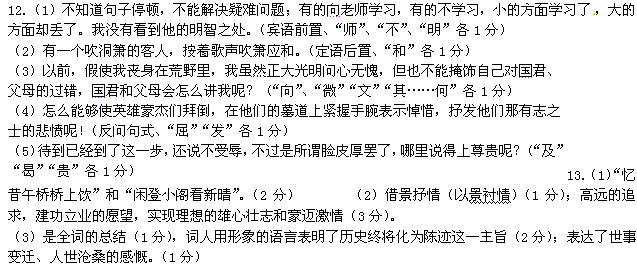 12.（1）不知道句子停顿，不能解决疑难问题；有的向老师学习，有的不学习，小的方面学习了，大的
方面却丢了。我没有看到他的明智之处。（宾语前置、“师”、“不”、“明”各1分）
（2）有一个吹洞箫的客人，按着歌声吹箫应和。（定语后置、“和”各1分）
（3）以前，假使我丧身在荒野里，我虽然正大光明问心无愧，但也不能掩饰自己对国君、
父母的过错，国君和父母会怎么讲我呢？（“向”、“微”“文”“其……何”各1分）
（4）怎么能够使英雄豪杰们拜倒，在他们的墓道上紧握手腕表示悼惜，抒发他们那有志之
士的悲愤呢！（反问句式、“屈”“发”各1分）
（5）待到已经到了这一步，还说不受辱，不过是所谓脸皮厚罢了，哪里说得上尊贵呢？（“及”
“曷”“贵”各1分）
13.（1）“忆
昔午桥桥上饮”和“闲登小阁看新晴”。（2分） （2）借景抒情（以景衬情）（1分）；高远的追
求，建功立业的愿望，实现理想的雄心壮志和豪迈激情（3分）。
（3）是全词的总结（1分），词人用形象的语言表明了历史终将化为陈迹这一主旨（2分）；表达了世事
变迁、人世沧桑的感慨。（1分）